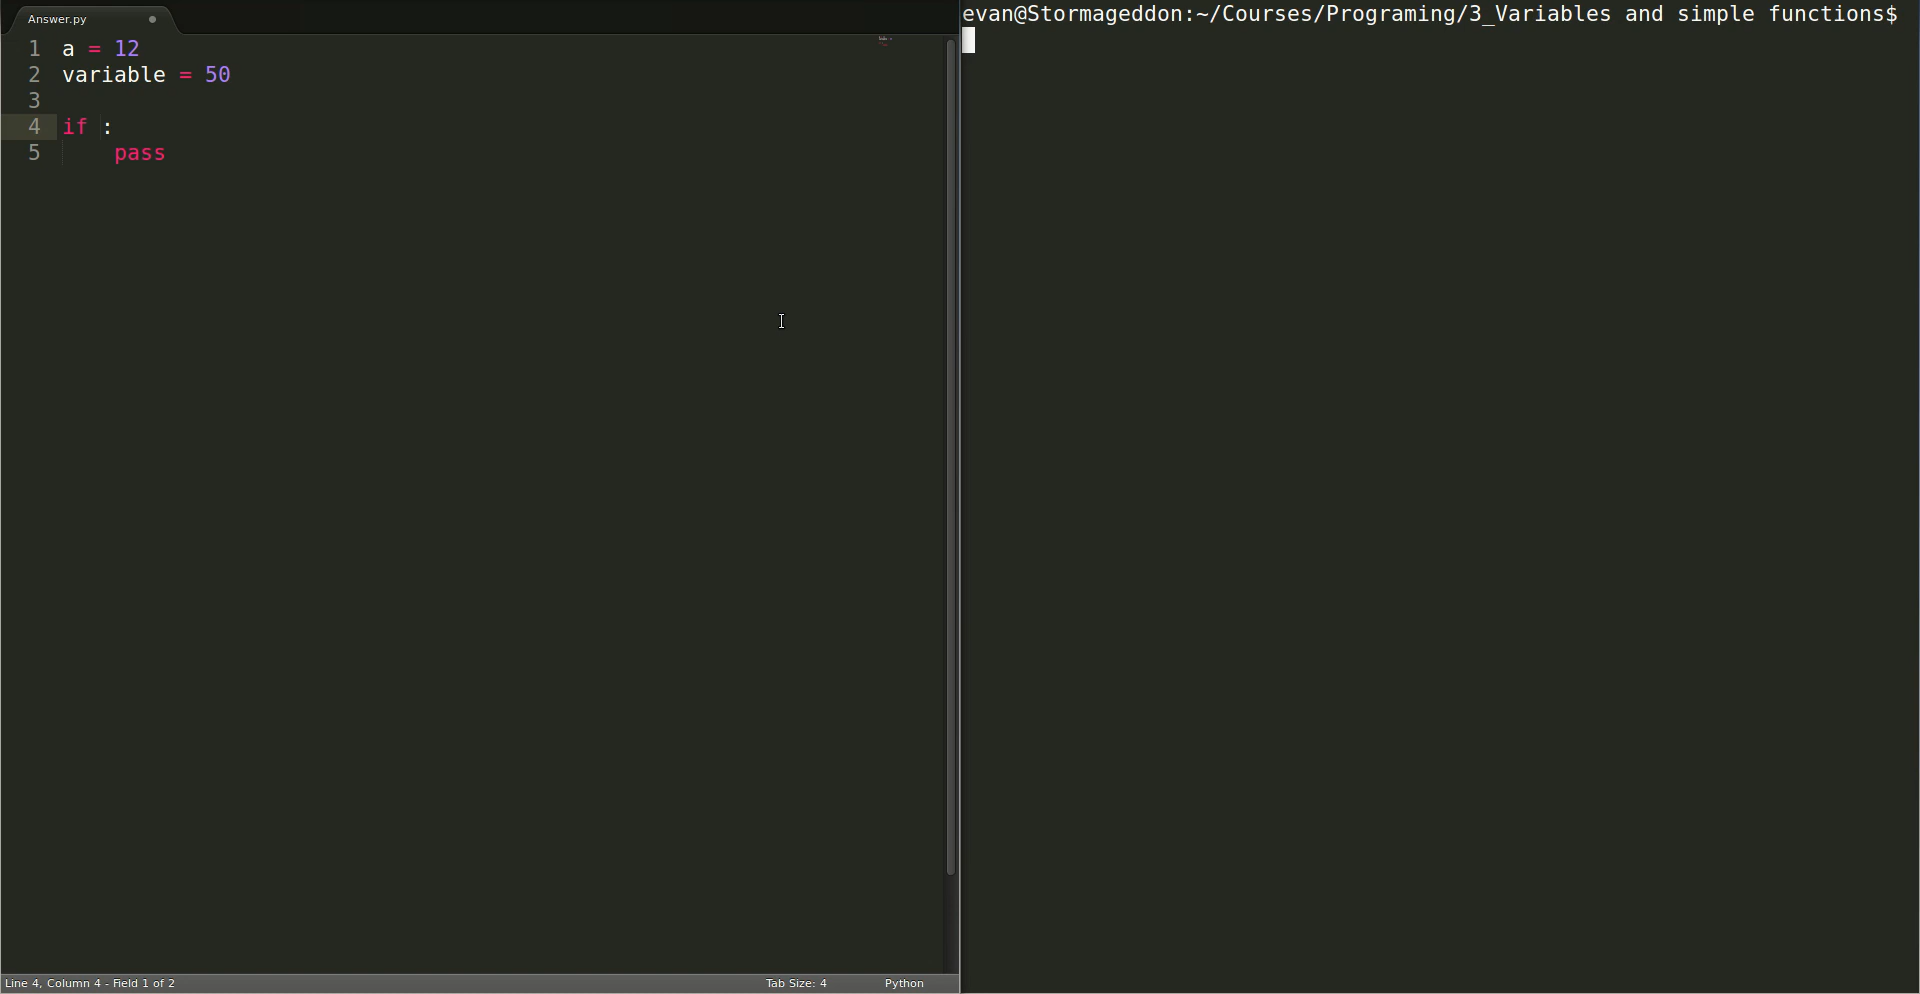 Answer.py
1 a = 12
2 variable = 50
3
4 if :
5     pass
Line 4, Column 4 - Field 1 of 2
Tab Size: 4
Python
evan@Stormageddon:~/Courses/Programing/3_Variables and simple functions$